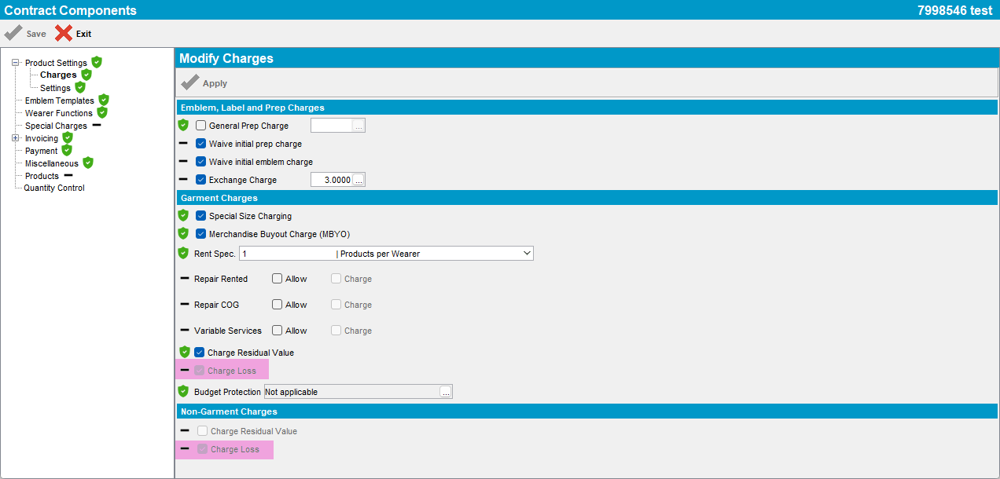 Contract Components 7998546 test
Save Exit
Product Settings
Charges
Settings
Emblem Templates
Wearer Functions
Special Charges
Invoicing
Payment
Miscellaneous
Products
Quantity Control
Modify Charges
Apply
Emblem, Label and Prep Charges
General Prep Charge ...
Waive initial prep charge
Waive initial emblem charge
Exchange Charge 3.0000 ...
Garment Charges
Special Size Charging
Merchandise Buyout Charge (MBYO)
Rent Spec. 1 | Products per Wearer
Repair Rented Allow Charge
Repair COG Allow Charge
Variable Services Allow Charge
Charge Residual Value
Charge Loss
Budget Protection Not applicable ...
Non-Garment Charges
Charge Residual Value
Charge Loss